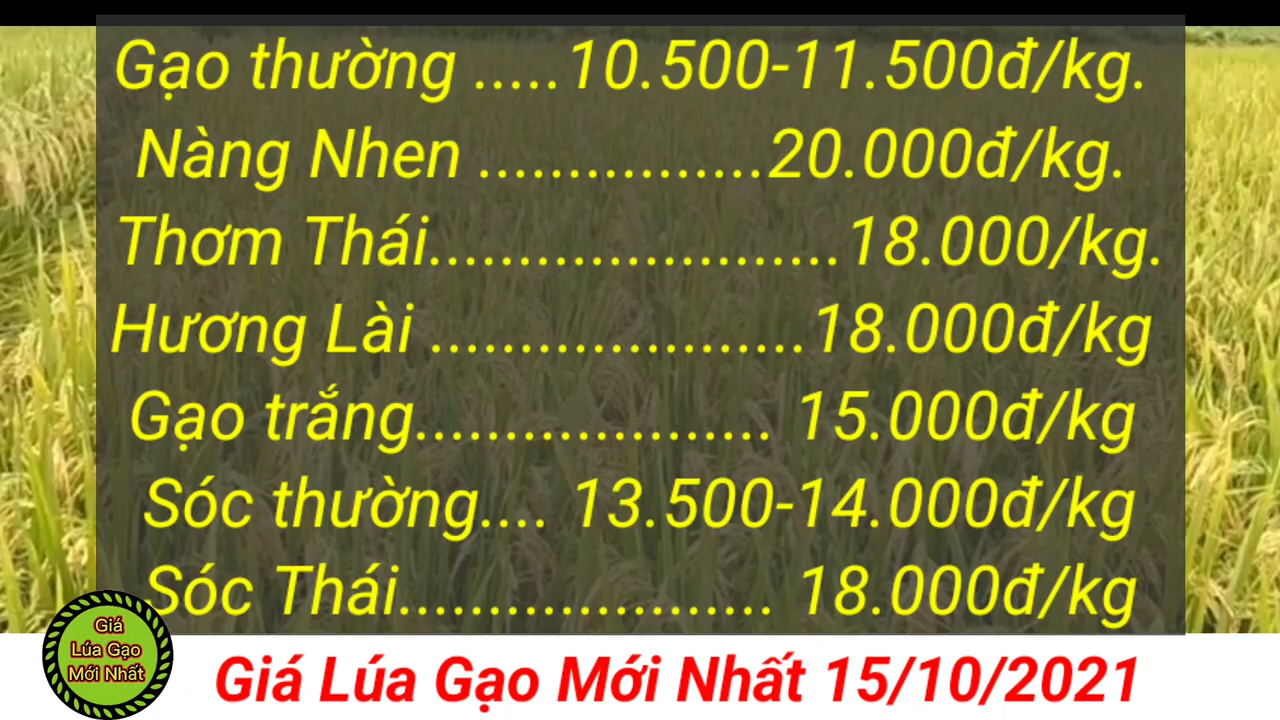 Gạo thường .....10.500-11.500đ/kg.
Nàng Nhen ................20.000đ/kg.
Thơm Thái.......................18.000/kg.
Hương Lài .....................18.000đ/kg
Gạo trắng.................... 15.000đ/kg
Sóc thường.... 13.500-14.000đ/kg
Sóc Thái..................... 18.000đ/kg
Giá
Lúa Gạo
Mới Nhất
Giá Lúa Gạo Mới Nhất 15/10/2021